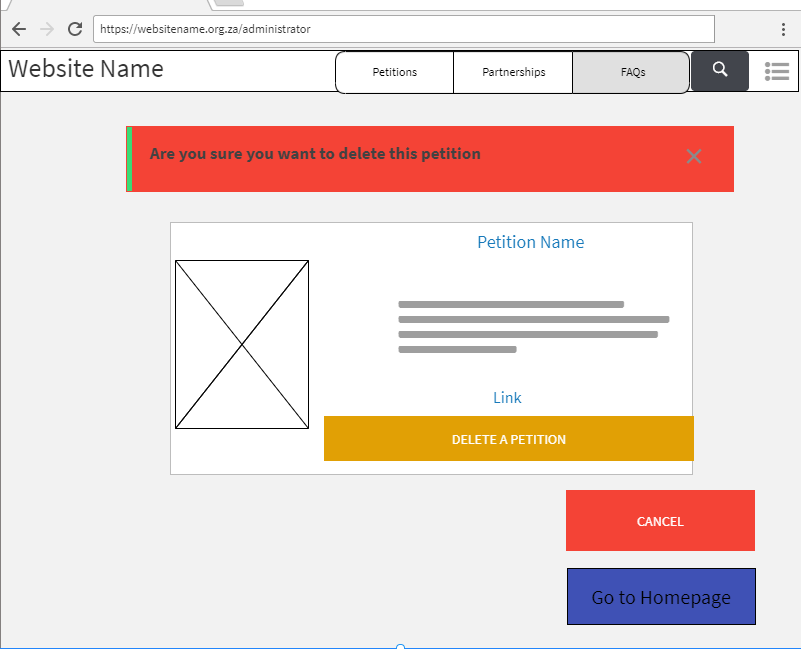 https://websitename.org.za/administrator
Website Name
Petitions
Partnerships
FAQs
Are you sure you want to delete this petition
Petition Name
Link
DELETE A PETITION
CANCEL
Go to Homepage